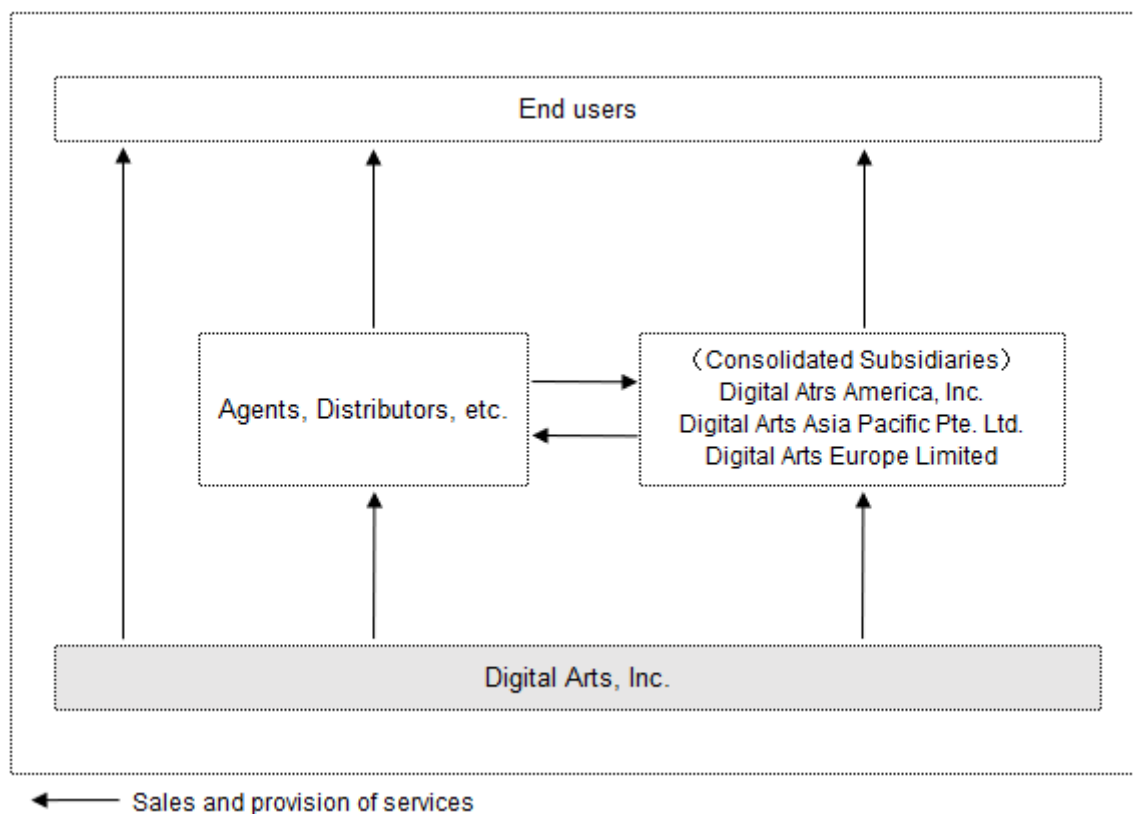 End users
Agents, Distributors, etc.
（Consolidated Subsidiaries）
Digital Atrs America, Inc.
Digital Arts Asia Pacific Pte. Ltd.
Digital Arts Europe Limited
Digital Arts, Inc.
Sales and provision of services